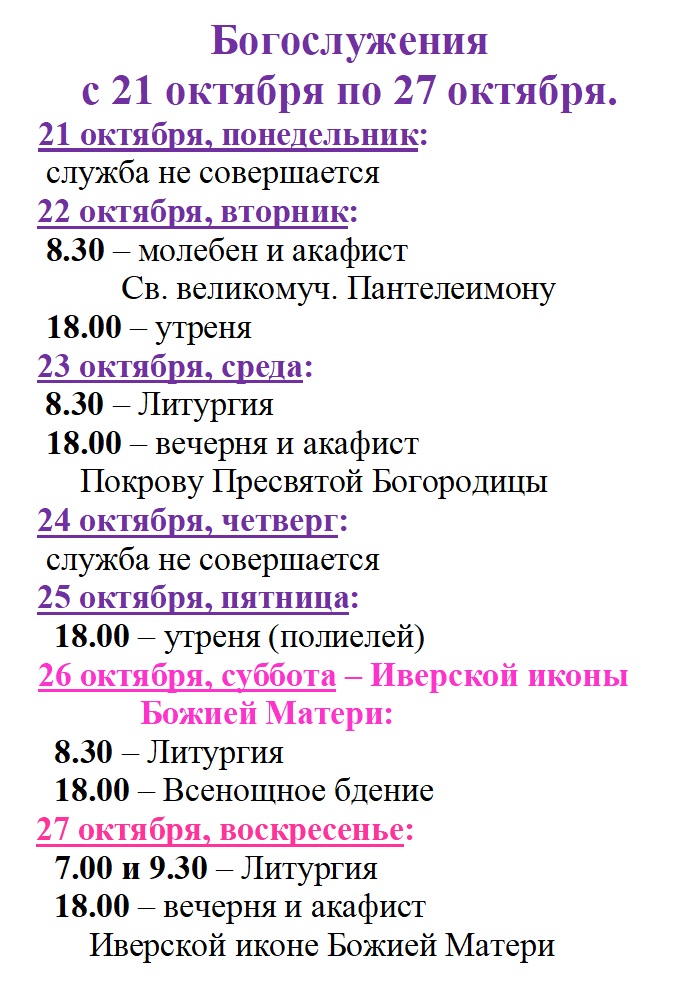 Богослужения
с 21 октября по 27 октября.
21 октября, понедельник:
служба не совершается
22 октября, вторник:
8.30 – молебен и акафист
Св. великомуч. Пантелеимону
18.00 – утреня
23 октября, среда:
8.30 – Литургия
18.00 – вечерня и акафист
Покрову Пресвятой Богородицы
24 октября, четверг:
служба не совершается
25 октября, пятница:
18.00 – утреня (полиелей)
26 октября, суббота – Иверской иконы
Божией Матери:
8.30 – Литургия
18.00 – Всенощное бдение
27 октября, воскресенье:
7.00 и 9.30 – Литургия
18.00 – вечерня и акафист
Иверской иконе Божией Матери